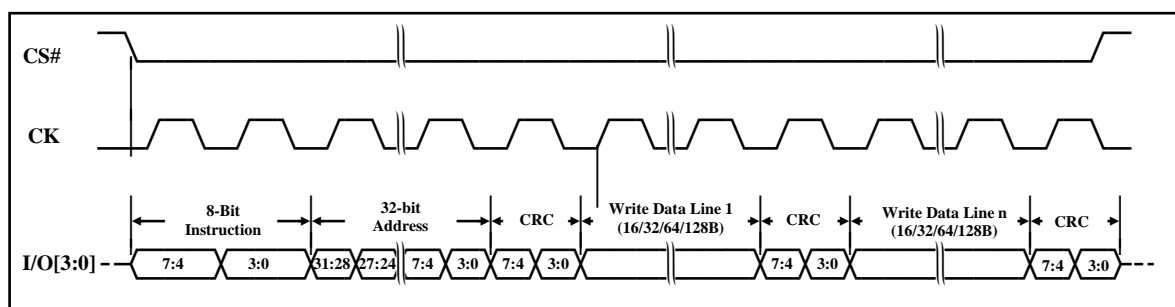 CS#
CK
8-Bit
Instruction
32-bit
Address
CRC
Write Data Line 1
(16/32/64/128B)
CRC
Write Data Line n
(16/32/64/128B)
CRC
I/O[3:0]
7:4 3:0 31:28 27:24 7:4 3:0 7:4 3:0 7:4 3:0 7:4 3:0